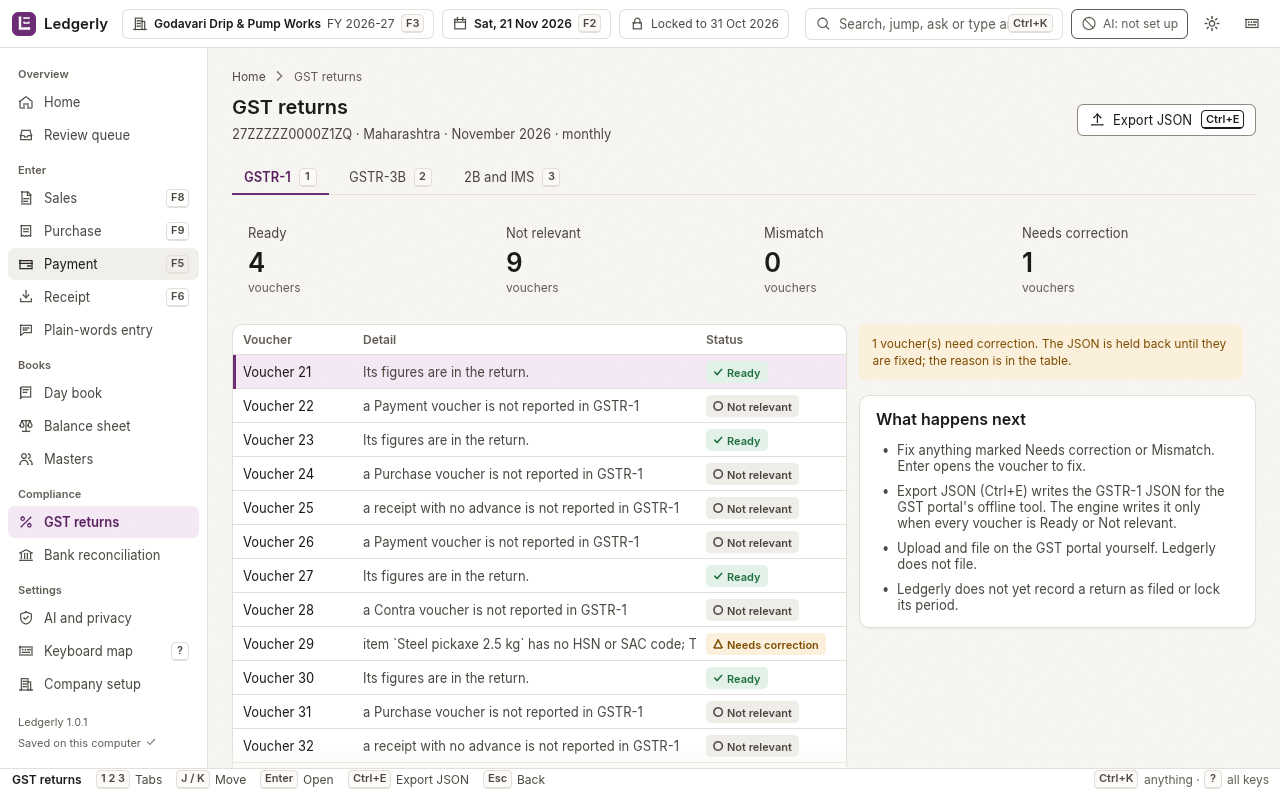 Ledgerly
Godavari Drip & Pump Works FY 2026-27 F3
Sat, 21 Nov 2026 F2
Locked to 31 Oct 2026
Search, jump, ask or type a Ctrl+K
AI: not set up
Overview
Home
Review queue
Enter
Sales F8
Purchase F9
Payment F5
Receipt F6
Plain-words entry
Books
Day book
Balance sheet
Masters
Compliance
GST returns
Bank reconciliation
Settings
AI and privacy
Keyboard map ?
Company setup
Ledgerly 1.0.1
Saved on this computer
Home GST returns
GST returns
27ZZZZZ0000Z1ZQ · Maharashtra · November 2026 · monthly
Export JSON Ctrl+E
GSTR-1 1 GSTR-3B 2 2B and IMS 3
Ready Not relevant Mismatch Needs correction
4 9 0 1
vouchers vouchers vouchers vouchers
Voucher Detail Status
Voucher 21 Its figures are in the return. Ready
Voucher 22 a Payment voucher is not reported in GSTR-1 Not relevant
Voucher 23 Its figures are in the return. Ready
Voucher 24 a Purchase voucher is not reported in GSTR-1 Not relevant
Voucher 25 a receipt with no advance is not reported in GSTR-1 Not relevant
Voucher 26 a Payment voucher is not reported in GSTR-1 Not relevant
Voucher 27 Its figures are in the return. Ready
Voucher 28 a Contra voucher is not reported in GSTR-1 Not relevant
Voucher 29 item `Steel pickaxe 2.5 kg` has no HSN or SAC code; T Needs correction
Voucher 30 Its figures are in the return. Ready
Voucher 31 a Purchase voucher is not reported in GSTR-1 Not relevant
Voucher 32 a receipt with no advance is not reported in GSTR-1 Not relevant
1 voucher(s) need correction. The JSON is held back until they
are fixed; the reason is in the table.
What happens next
• Fix anything marked Needs correction or Mismatch.
Enter opens the voucher to fix.
• Export JSON (Ctrl+E) writes the GSTR-1 JSON for the
GST portal's offline tool. The engine writes it only
when every voucher is Ready or Not relevant.
• Upload and file on the GST portal yourself. Ledgerly
does not file.
• Ledgerly does not yet record a return as filed or lock
its period.
GST returns 1 2 3 Tabs J / K Move Enter Open Ctrl+E Export JSON Esc Back
Ctrl+K anything · ? all keys